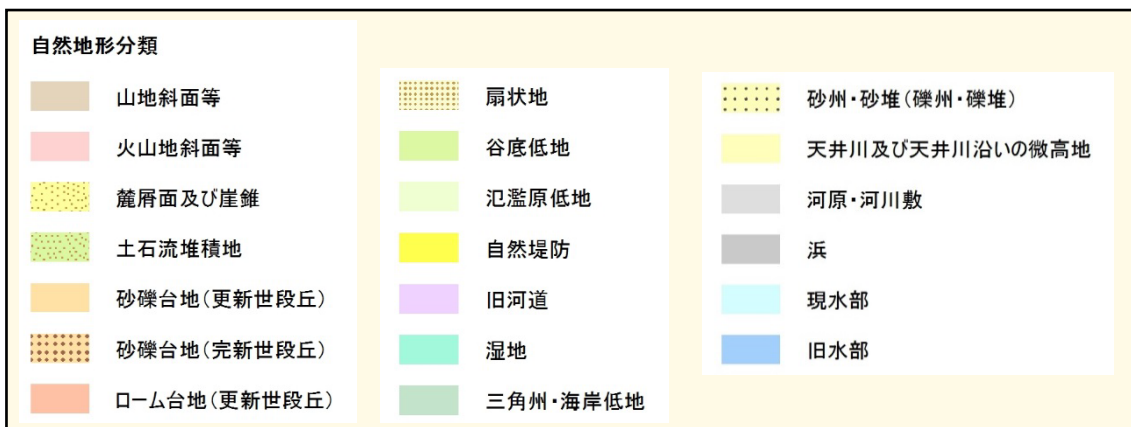 自然地形分類
山地斜面等
火山地斜面等
麓屑面及び崖錐
土石流堆積地
砂礫台地(更新世段丘)
砂礫台地(完新世段丘)
ローム台地(更新世段丘)
扇状地
谷底低地
氾濫原低地
自然堤防
旧河道
湿地
三角州・海岸低地
砂州・砂堆(礫州・礫堆)
天井川及び天井川沿いの微高地
河原・河川敷
浜
現水部
旧水部